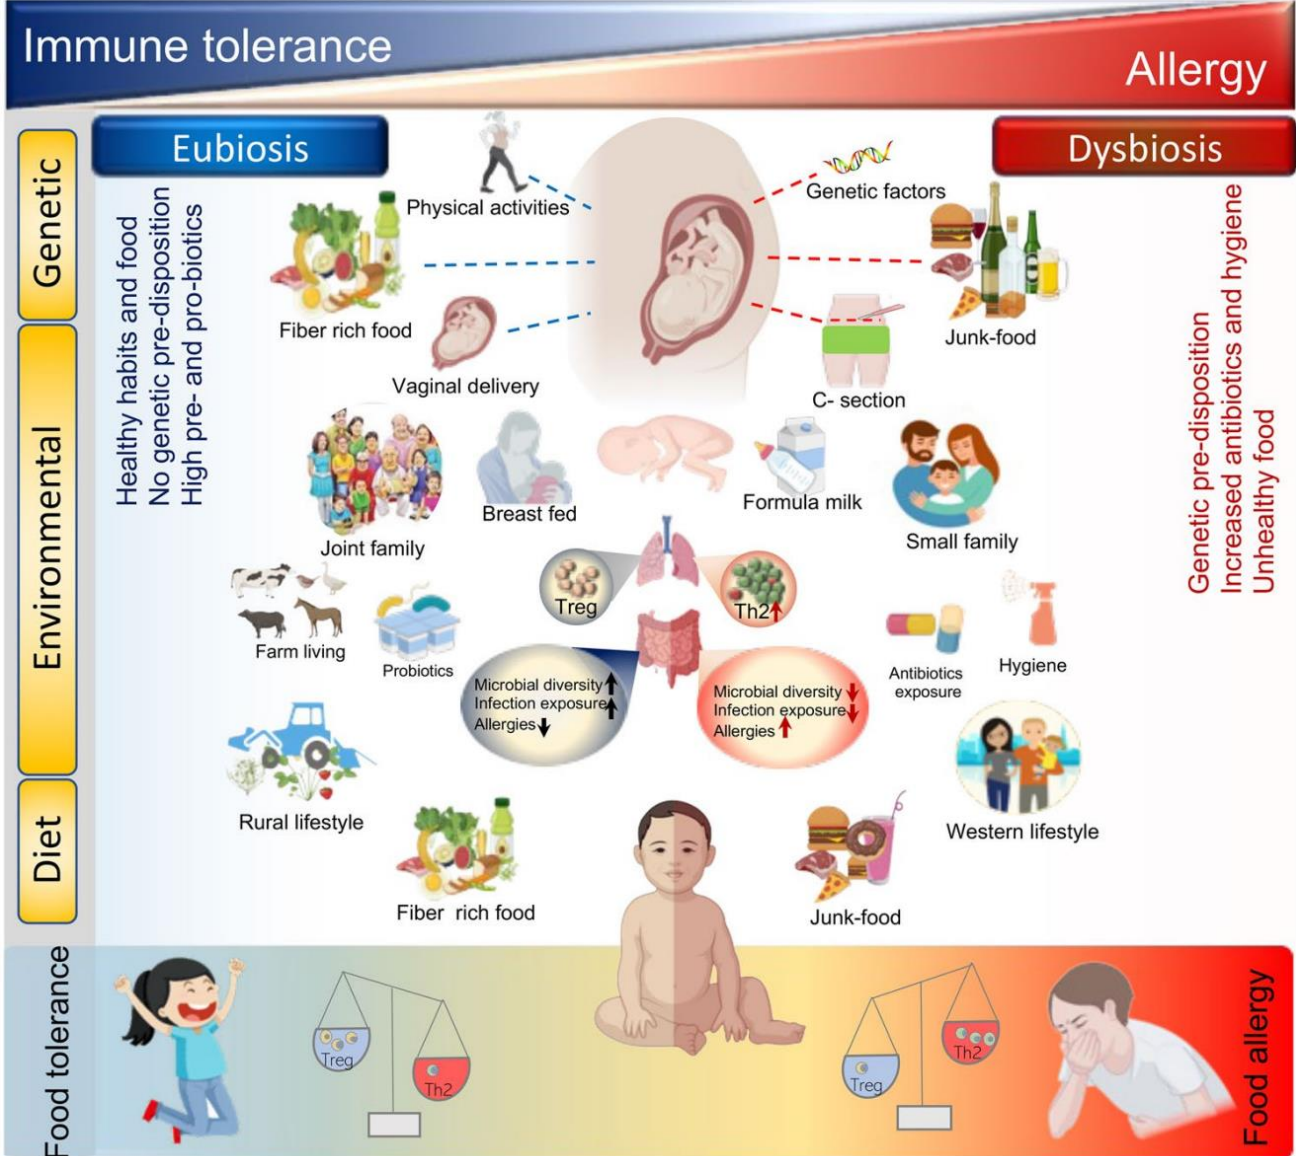 Immune tolerance
Allergy
Eubiosis
Dysbiosis
Genetic
Environmental
Diet
Healthy habits and food
No genetic pre-disposition
High pre- and pro-biotics
Physical activities
Genetic factors
Fiber rich food
Junk-food
Vaginal delivery
C- section
Genetic pre-disposition
Increased antibiotics and hygiene
Unhealthy food
Joint family
Breast fed
Formula milk
Small family
Treg
Th2
Farm living
Probiotics
Antibiotics
exposure
Hygiene
Microbial diversity
Infection exposure
Allergies
Microbial diversity
Infection exposure
Allergies
Rural lifestyle
Western lifestyle
Fiber rich food
Junk-food
Food tolerance
Treg
Th2
Treg
Th2
Food allergy